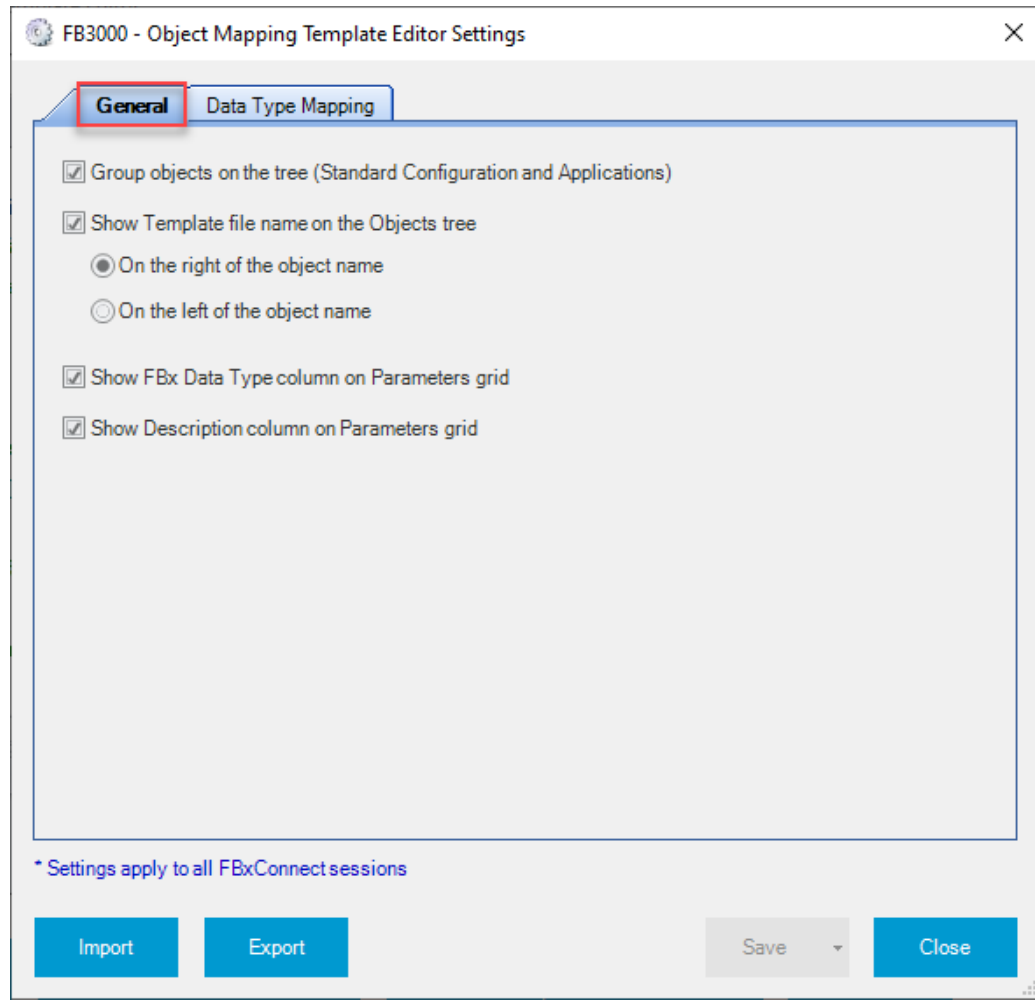 FB3000 - Object Mapping Template Editor Settings
General
Data Type Mapping
Group objects on the tree (Standard Configuration and Applications)
Show Template file name on the Objects tree
On the right of the object name
On the left of the object name
Show FBx Data Type column on Parameters grid
Show Description column on Parameters grid
* Settings apply to all FBxConnect sessions
Import
Export
Save
Close